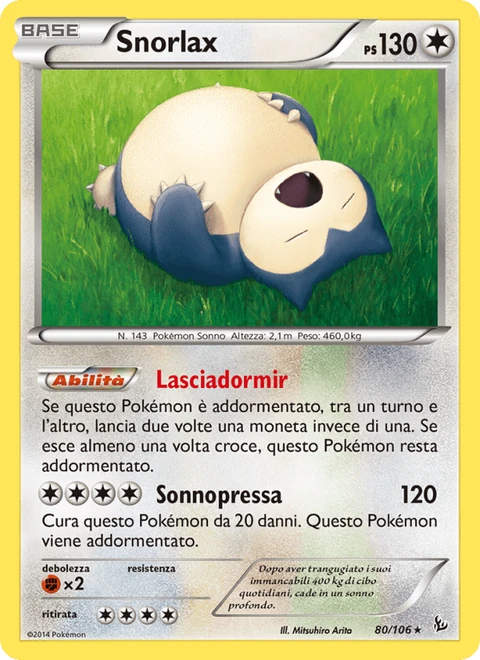 BASE Snorlax PS130
N. 143 Pokémon Sonno Altezza: 2,1 m Peso: 460,0kg
Abilità Lasciadormir
Se questo Pokémon è addormentato, tra un turno e
l'altro, lancia due volte una moneta invece di una. Se
esce almeno una volta croce, questo Pokémon resta
addormentato.
Sonnopressa 120
Cura questo Pokémon da 20 danni. Questo Pokémon
viene addormentato.
debolezza resistenza
×2
ritirata
Dopo aver trangugiato i suoi
immancabili 400 kg di cibo
quotidiani, cade in un sonno
profondo.
©2014 Pokémon Ill. Mitsuhiro Arita 80/106 ★